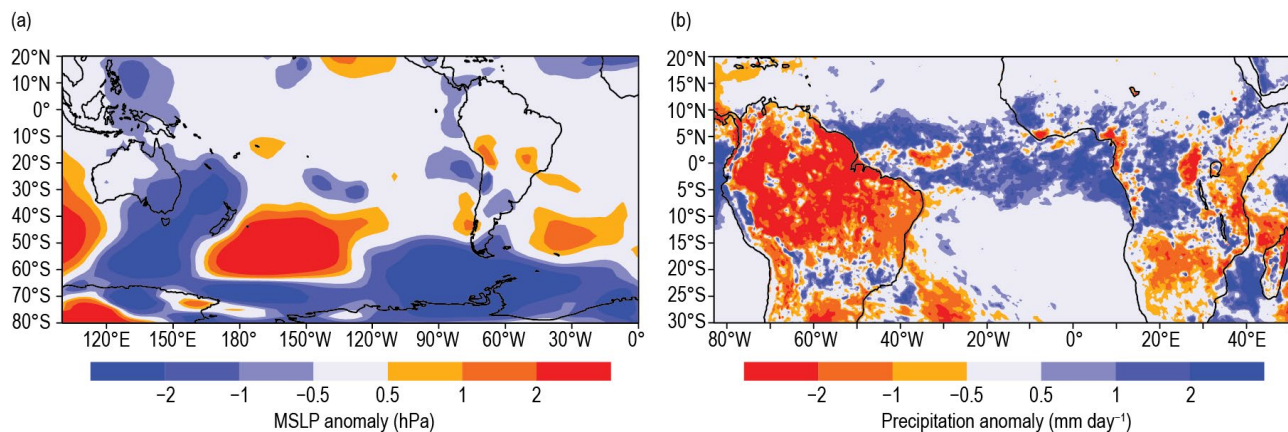 (a)
20°N
10°N
0°
10°S
20°S
30°S
40°S
50°S
60°S
70°S
80°S
120°E 150°E 180° 150°W 120°W 90°W 60°W 30°W 0°
−2 −1 −0.5 0.5 1 2
MSLP anomaly (hPa)
(b)
20°N
15°N
10°N
5°N
0°
5°S
10°S
15°S
20°S
25°S
30°S
80°W 60°W 40°W 20°W 0° 20°E 40°E
−2 −1 −0.5 0.5 1 2
Precipitation anomaly (mm day⁻¹)